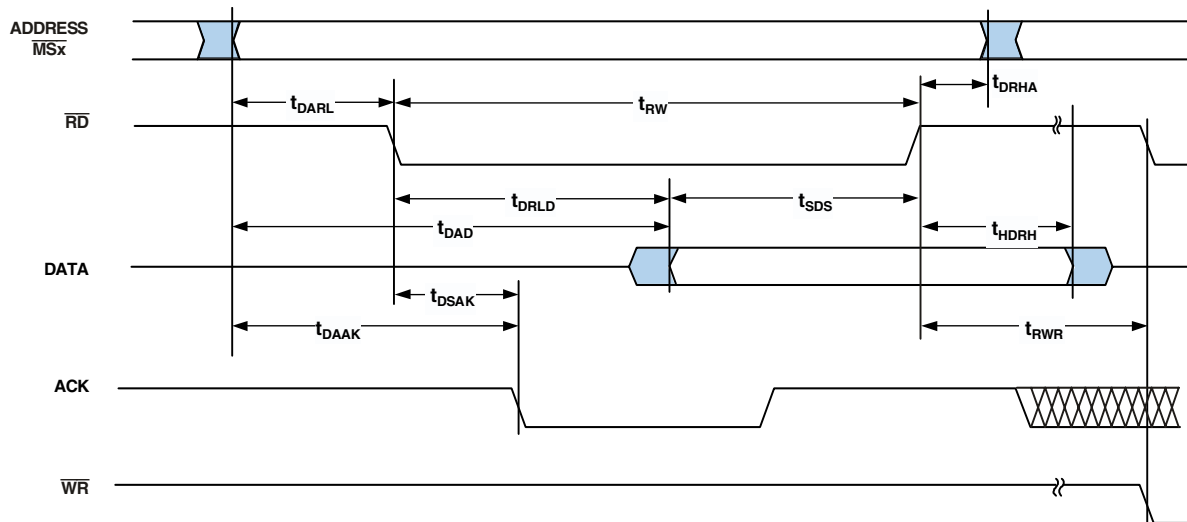 ADDRESS
MSx
tDARL
tRW
tDRHA
RD
tDRLD
tSDS
tDAD
tHDRH
DATA
tDSAK
tDAAK
tRWR
ACK
WR